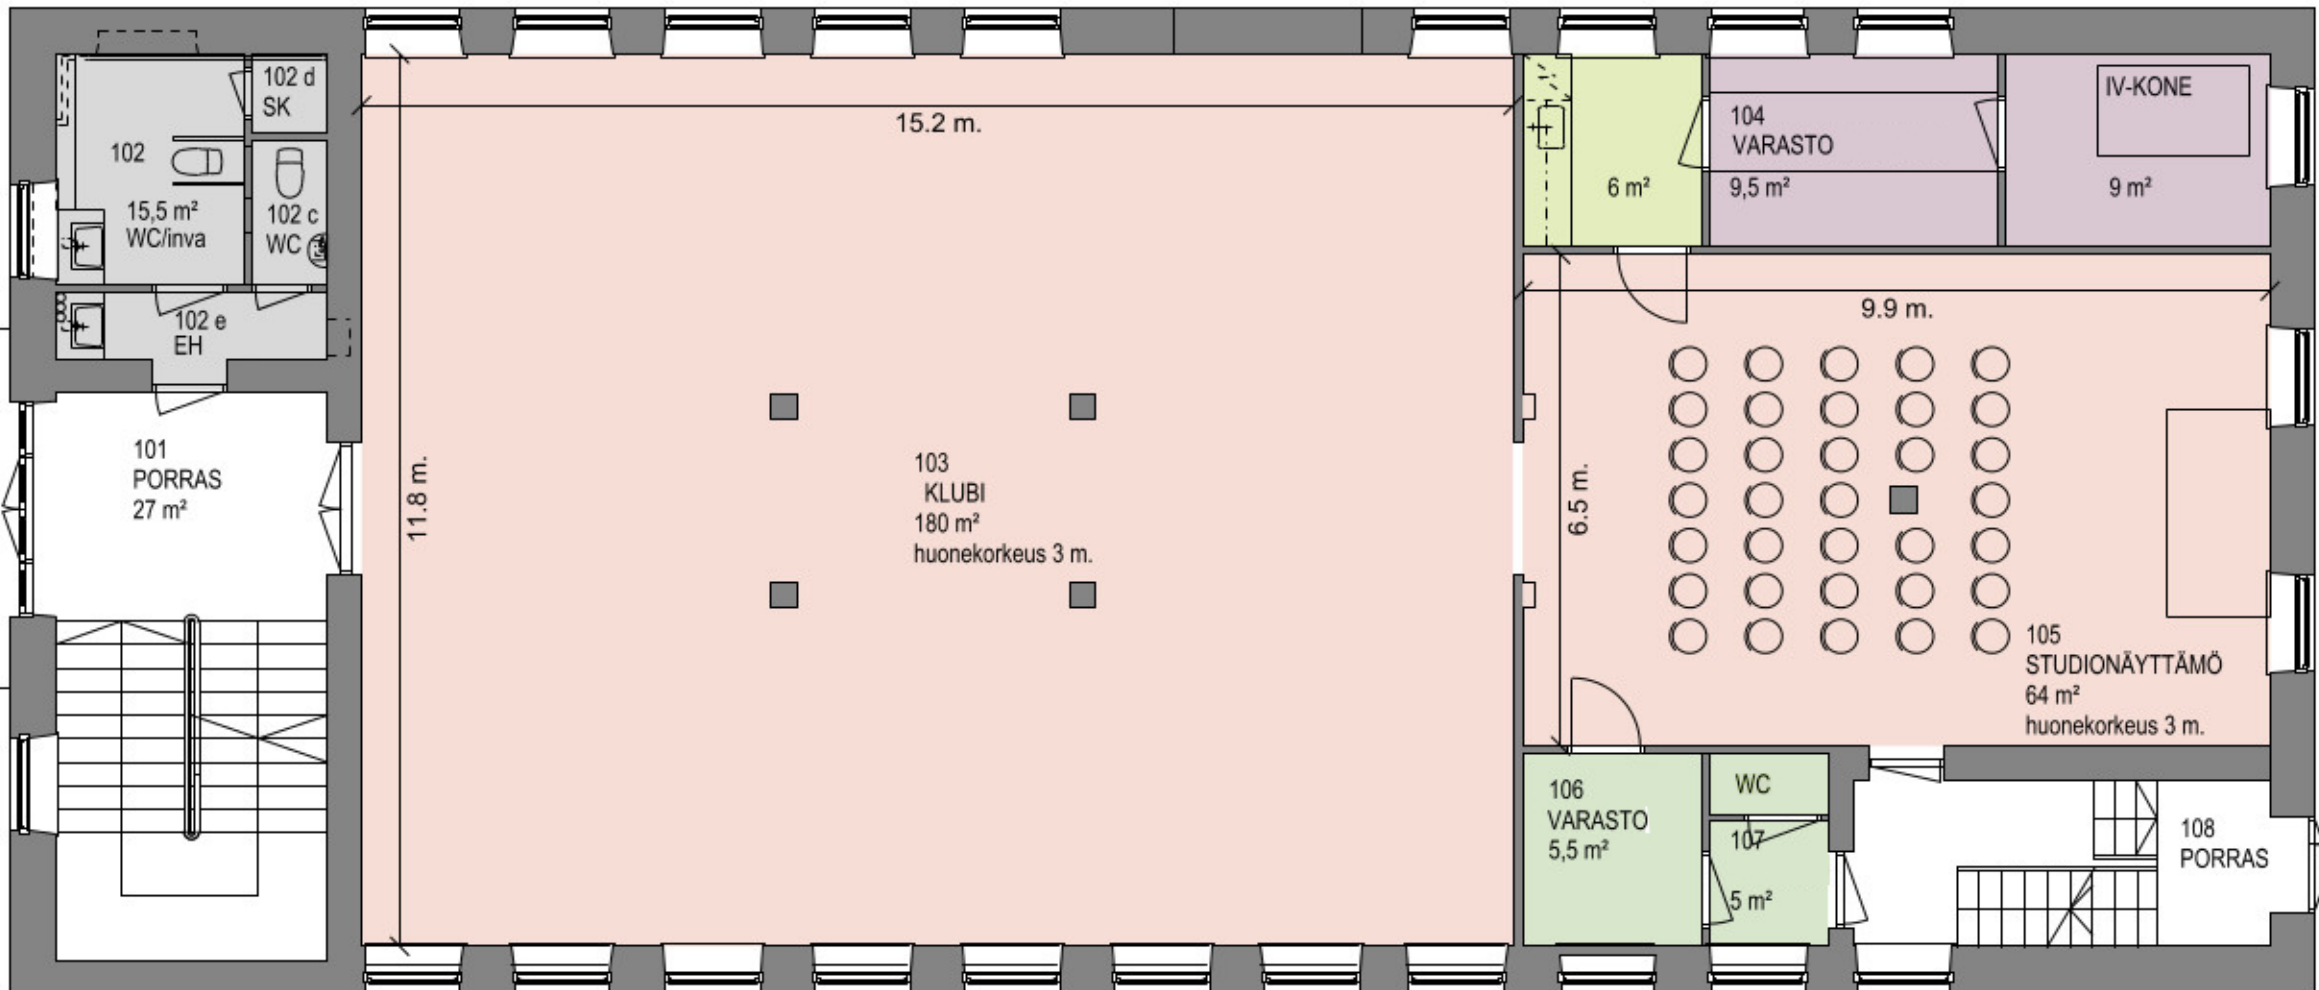 102 d
SK
102
15,5 m²
WC/inva
102 c
WC
102 e
EH
101
PORRAS
27 m²
15.2 m.
11.8 m.
103
KLUBI
180 m²
huonekorkeus 3 m.
6 m²
104
VARASTO
9,5 m²
IV-KONE
9 m²
9.9 m.
6.5 m.
105
STUDIONÄYTTÄMÖ
64 m²
huonekorkeus 3 m.
106
VARASTO
5,5 m²
WC
107
5 m²
108
PORRAS